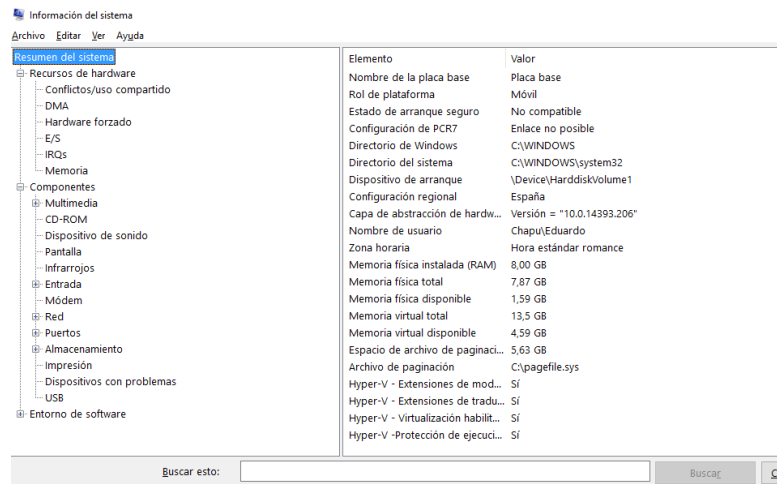 Información del sistema
Archivo Editar Ver Ayuda
Resumen del sistema
Recursos de hardware
Conflictos/uso compartido
DMA
Hardware forzado
E/S
IRQs
Memoria
Componentes
Multimedia
CD-ROM
Dispositivo de sonido
Pantalla
Infrarrojos
Entrada
Módem
Red
Puertos
Almacenamiento
Impresión
Dispositivos con problemas
USB
Entorno de software
Elemento Valor
Nombre de la placa base Placa base
Rol de plataforma Móvil
Estado de arranque seguro No compatible
Configuración de PCR7 Enlace no posible
Directorio de Windows C:\WINDOWS
Directorio del sistema C:\WINDOWS\system32
Dispositivo de arranque \Device\HarddiskVolume1
Configuración regional España
Capa de abstracción de hardw... Versión = "10.0.14393.206"
Nombre de usuario Chapu\Eduardo
Zona horaria Hora estándar romance
Memoria física instalada (RAM) 8,00 GB
Memoria física total 7,87 GB
Memoria física disponible 1,59 GB
Memoria virtual total 13,5 GB
Memoria virtual disponible 4,59 GB
Espacio de archivo de paginaci... 5,63 GB
Archivo de paginación C:\pagefile.sys
Hyper-V - Extensiones de mod... Sí
Hyper-V - Extensiones de tradu... Sí
Hyper-V - Virtualización habilit... Sí
Hyper-V -Protección de ejecuci... Sí
Buscar esto: Buscar C